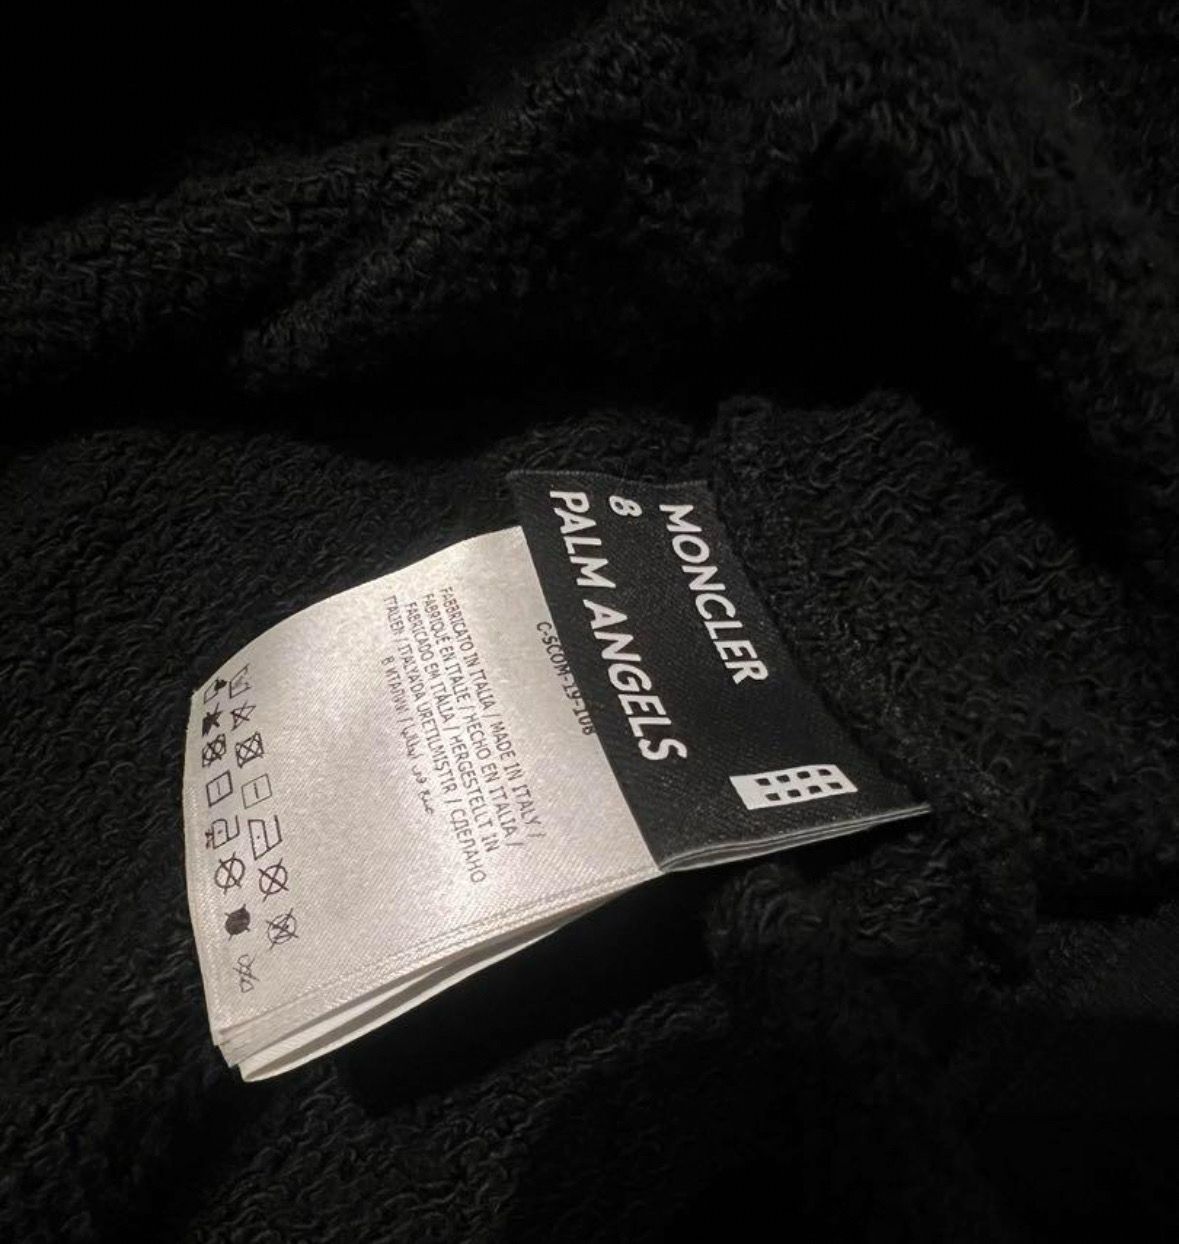 MONCLER
8
PALM ANGELS
C-SCOM-19-108
FABBRICATO IN ITALIA / MADE IN ITALY /
FABRIQUÉ EN ITALIE / HECHO EN ITALIA /
FABRICADO EM ITALIA / HERGESTELLT IN
ITALIEN / ITALYA'DA URETILMISTIR / СДЕЛАНО
В ИТАЛИИ /